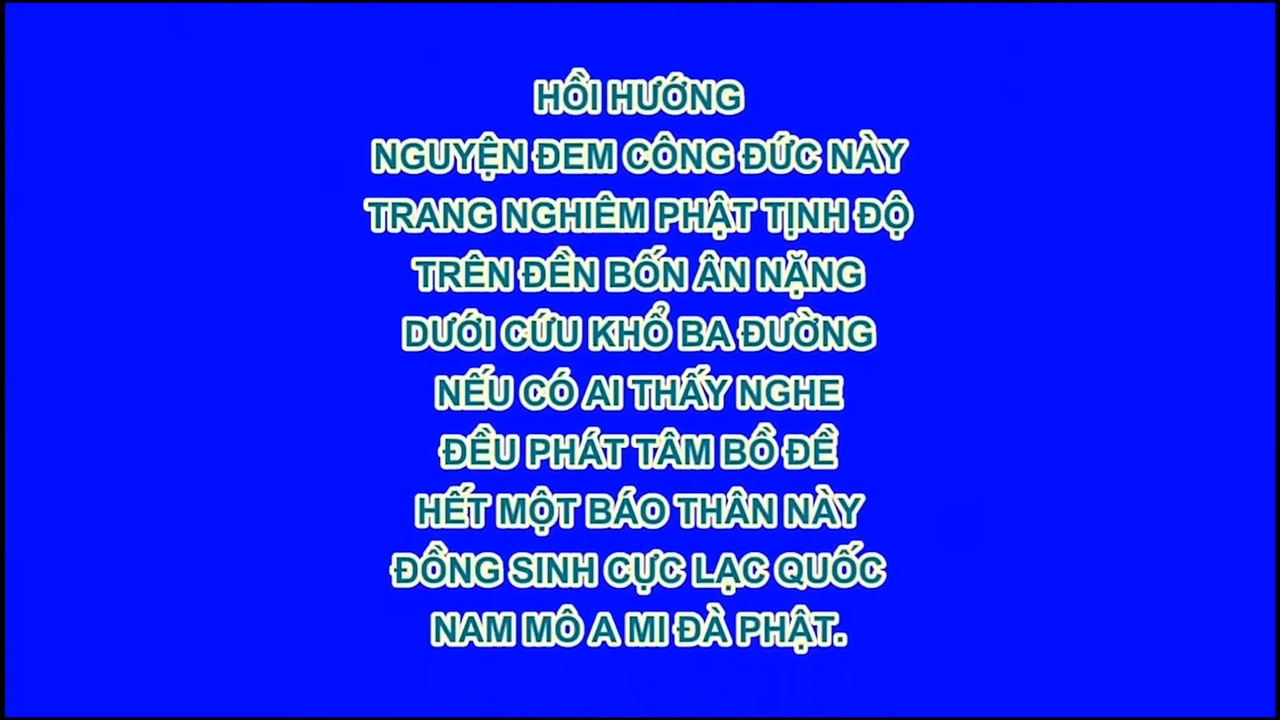 HỒI HƯỚNG
NGUYỆN ĐEM CÔNG ĐỨC NÀY
TRANG NGHIÊM PHẬT TỊNH ĐỘ
TRÊN ĐỀN BỐN ÂN NẶNG
DƯỚI CỨU KHỔ BA ĐƯỜNG
NẾU CÓ AI THẤY NGHE
ĐỀU PHÁT TÂM BỒ ĐỀ
HẾT MỘT BÁO THÂN NÀY
ĐỒNG SINH CỰC LẠC QUỐC
NAM MÔ A MI ĐÀ PHẬT.